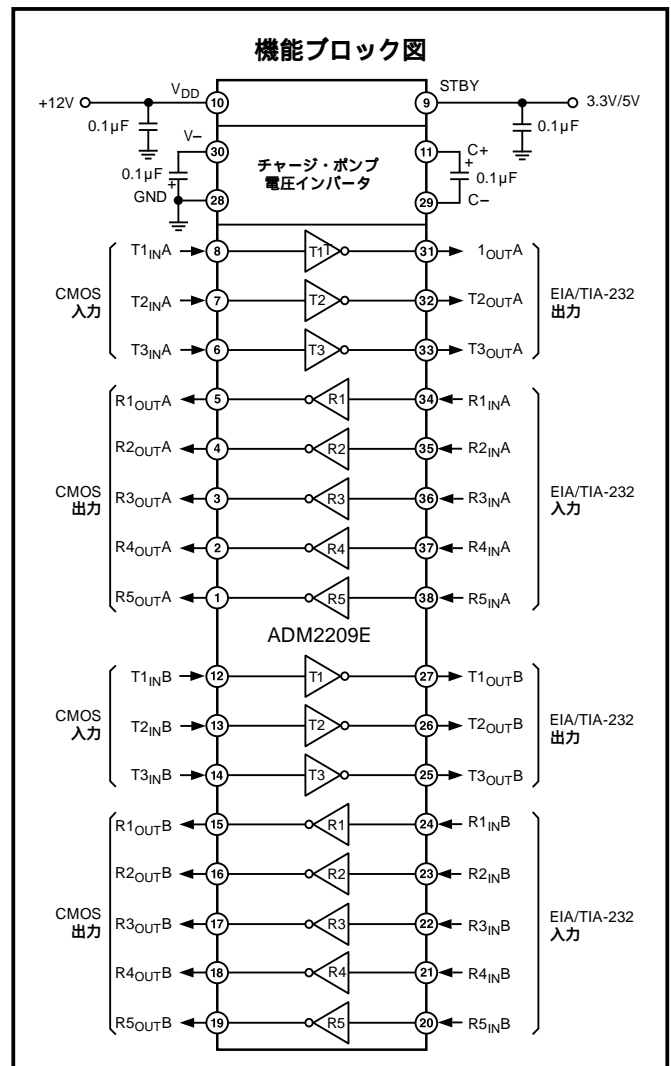 機能ブロック図
+12V
VDD
10
9
STBY
3.3V/5V
0.1µF
0.1µF
V–
30
11
C+
チャージ・ポンプ
電圧インバータ
0.1µF
+
+
0.1µF
GND
28
29
C–
CMOS
入力
T1INA
8
T1T
31
1OUTA
T2INA
7
T2
32
T2OUTA
T3INA
6
T3
33
T3OUTA
EIA/TIA-232
出力
CMOS
出力
R1OUTA
5
R1
34
R1INA
R2OUTA
4
R2
35
R2INA
R3OUTA
3
R3
36
R3INA
R4OUTA
2
R4
37
R4INA
R5OUTA
1
R5
38
R5INA
EIA/TIA-232
入力
ADM2209E
CMOS
入力
T1INB
12
T1
27
T1OUTB
T2INB
13
T2
26
T2OUTB
T3INB
14
T3
25
T3OUTB
EIA/TIA-232
出力
CMOS
出力
R1OUTB
15
R1
24
R1INB
R2OUTB
16
R2
23
R2INB
R3OUTB
17
R3
22
R3INB
R4OUTB
18
R4
21
R4INB
R5OUTB
19
R5
20
R5INB
EIA/TIA-232
入力